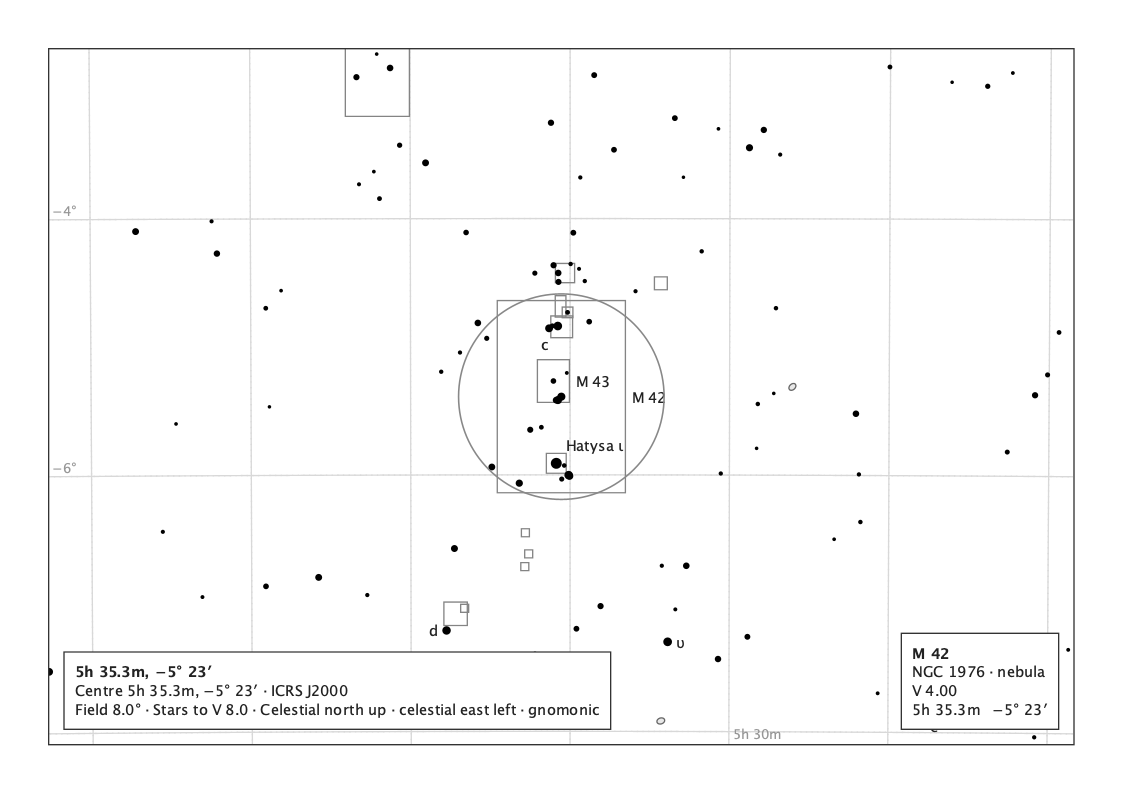 −4°
c
M 43
M 42
Hatysa ι
−6°
d
υ
5h 35.3m, −5° 23′
Centre 5h 35.3m, −5° 23′ · ICRS J2000
Field 8.0° · Stars to V 8.0 · Celestial north up · celestial east left · gnomonic
M 42
NGC 1976 · nebula
V 4.00
5h 35.3m −5° 23′
5h 30m